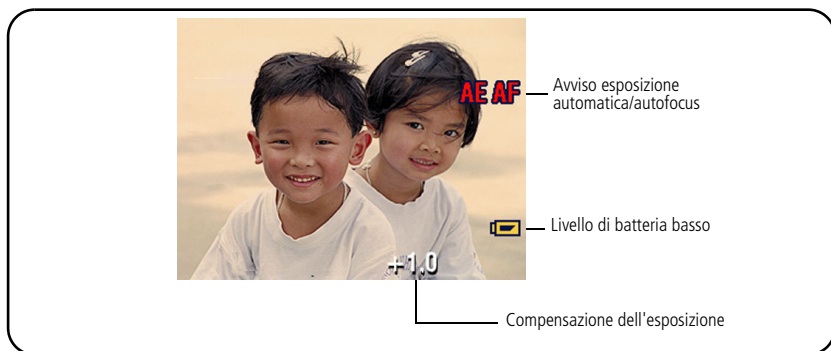 AE AF
Avviso esposizione
automatica/autofocus
Livello di batteria basso
+1,0
Compensazione dell'esposizione